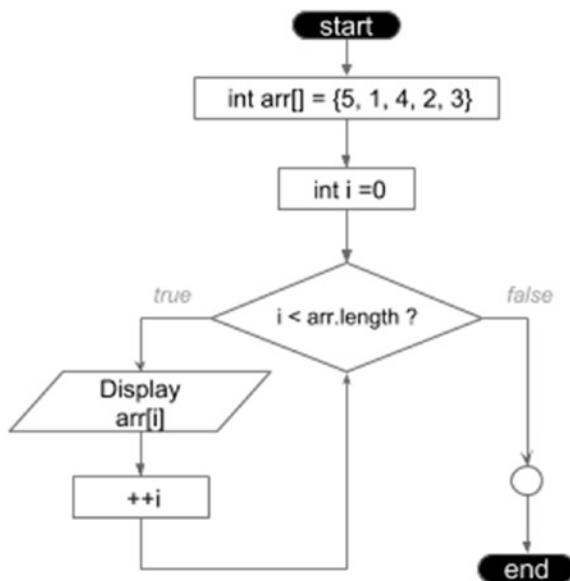 start
int arr[] = {5, 1, 4, 2, 3}
int i =0
i < arr.length ?
true
false
Display
arr[i]
++i
end